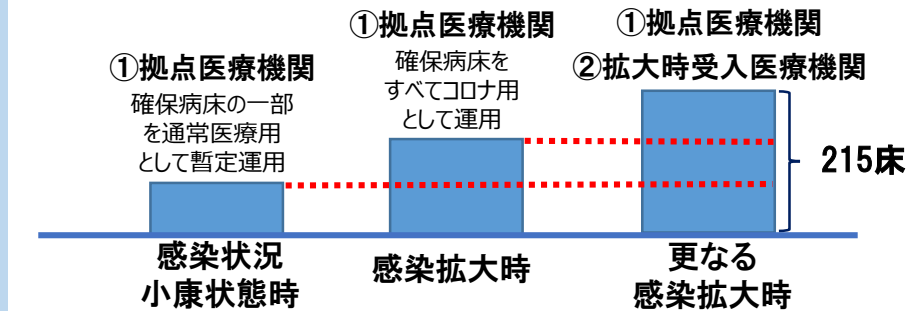 ①拠点医療機関
確保病床の一部
を通常医療用
として暫定運用
感染状況
小康状態時
①拠点医療機関
確保病床を
すべてコロナ用
として運用
感染拡大時
①拠点医療機関
②拡大時受入医療機関
215床
更なる
感染拡大時